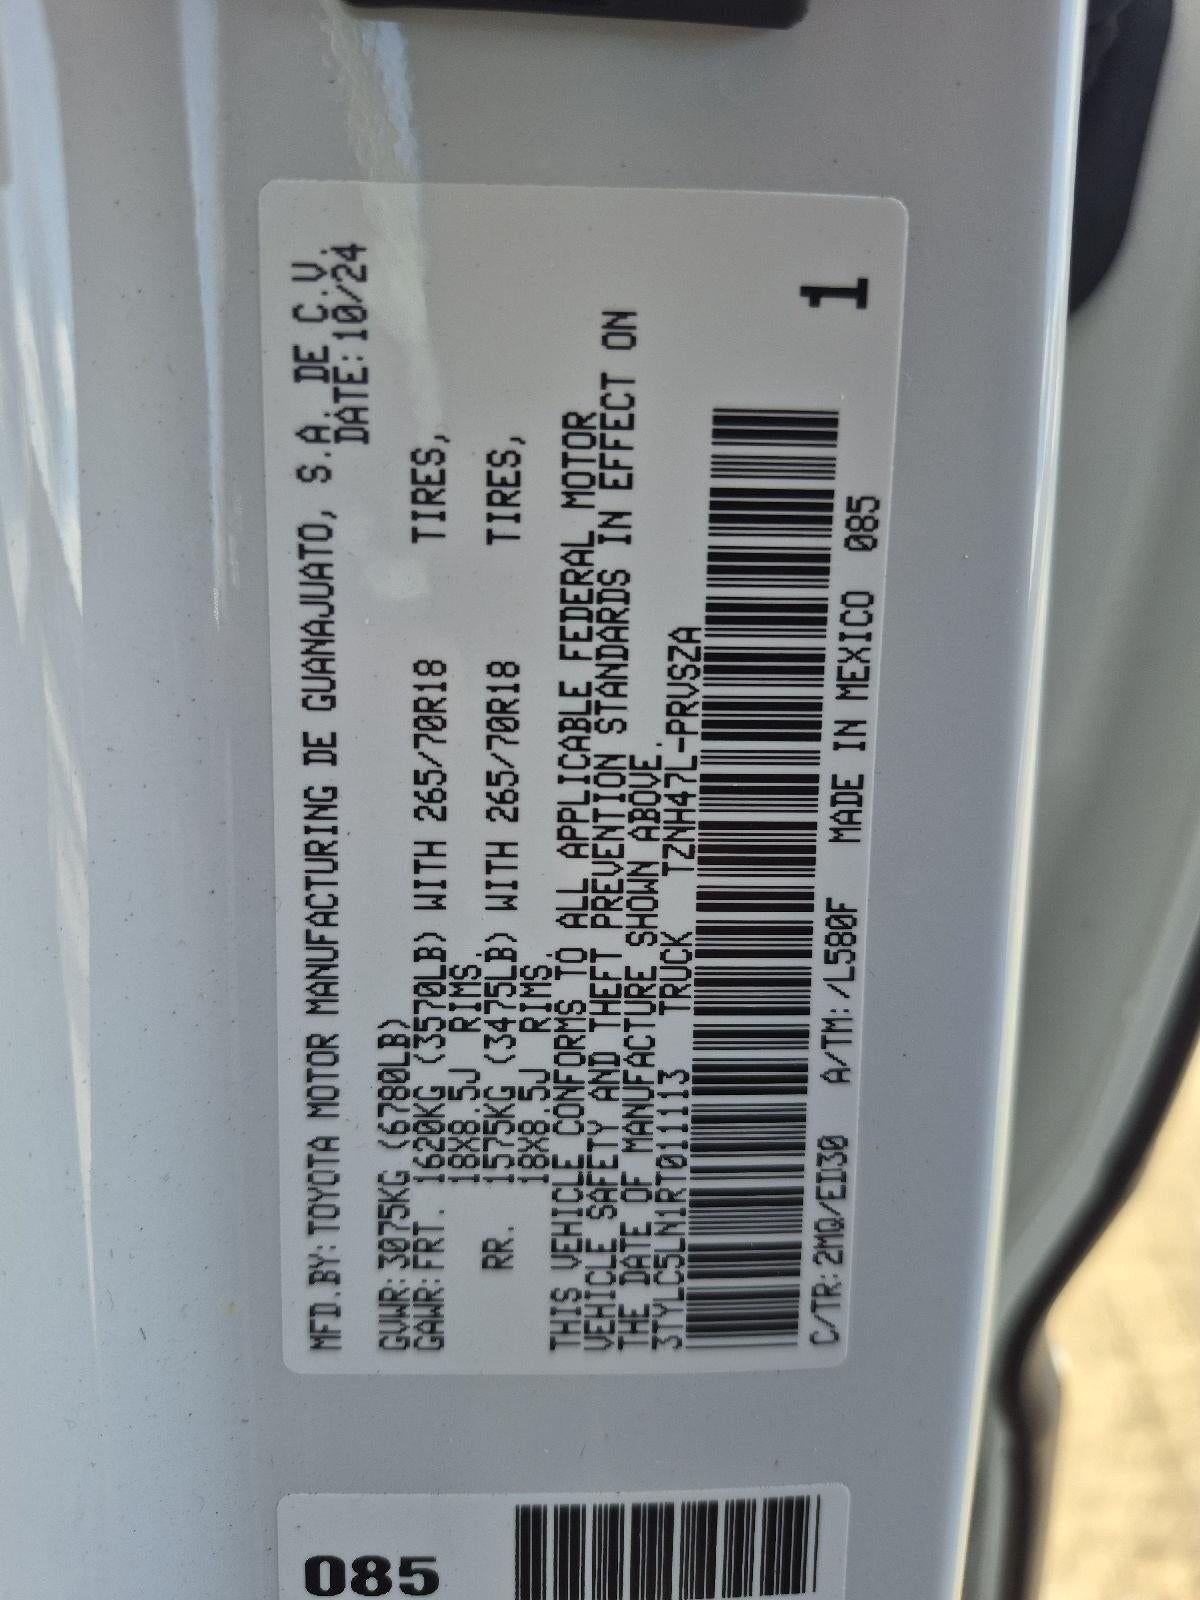 MFD.BY:TOYOTA MOTOR MANUFACTURING DE GUANAJUATO, S.A. DE C.V.
DATE:10/24
GVWR:3075KG (6780LB)
GAWR:FRT. 1620KG (3570LB) WITH 265/70R18 TIRES,
18X8.5J RIMS.
RR. 1575KG (3475LB) WITH 265/70R18 TIRES,
18X8.5J RIMS.
THIS VEHICLE CONFORMS TO ALL APPLICABLE FEDERAL MOTOR
VEHICLE SAFETY AND THEFT PREVENTION STANDARDS IN EFFECT ON
THE DATE OF MANUFACTURE SHOWN ABOVE.
3TYLC5LN1RT011113 TRUCK TZNH47L-PRVSZA
C/TR:2MQ/ED30 A/TM:/L580F MADE IN MEXICO 085
1
085